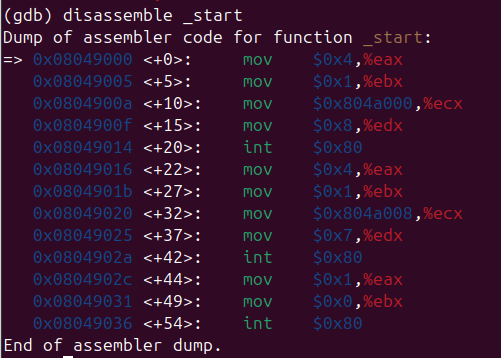 (gdb) disassemble _start
Dump of assembler code for function _start:
=> 0x08049000 <+0>:     mov    $0x4,%eax
   0x08049005 <+5>:     mov    $0x1,%ebx
   0x0804900a <+10>:    mov    $0x804a000,%ecx
   0x0804900f <+15>:    mov    $0x8,%edx
   0x08049014 <+20>:    int    $0x80
   0x08049016 <+22>:    mov    $0x4,%eax
   0x0804901b <+27>:    mov    $0x1,%ebx
   0x08049020 <+32>:    mov    $0x804a008,%ecx
   0x08049025 <+37>:    mov    $0x7,%edx
   0x0804902a <+42>:    int    $0x80
   0x0804902c <+44>:    mov    $0x1,%eax
   0x08049031 <+49>:    mov    $0x0,%ebx
   0x08049036 <+54>:    int    $0x80
End of assembler dump.